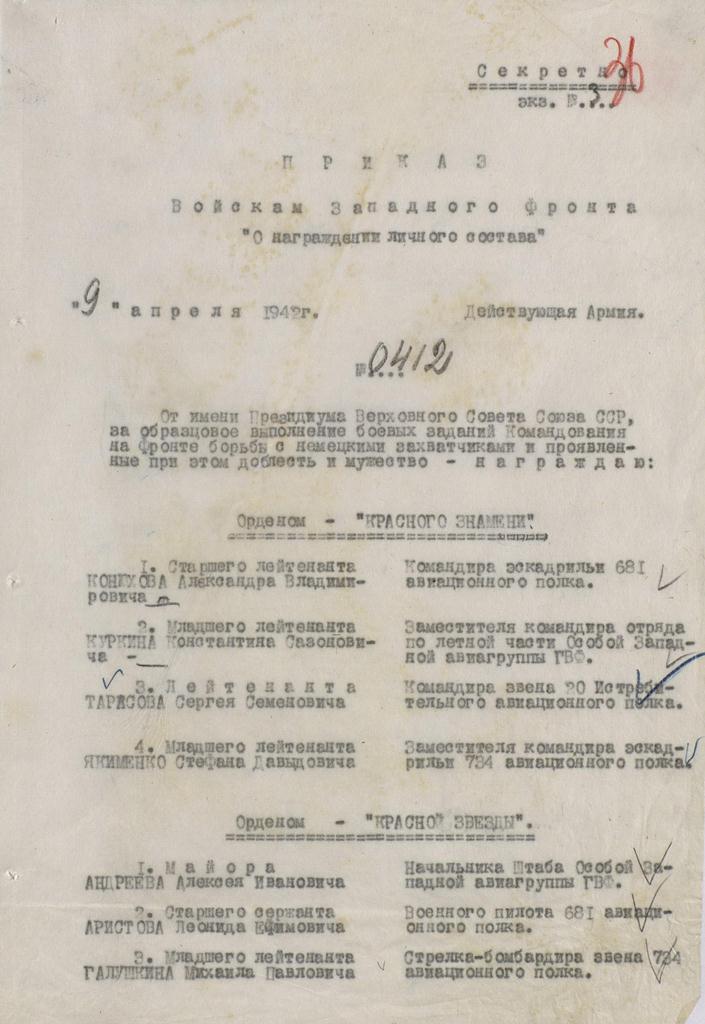 36
Секретно
экз. №.3..
ПРИКАЗ
Войскам Западного Фронта
"О награждении личного состава"
"9" апреля 1942г. Действующая Армия.
№ 0412
От имени Президиума Верховного Совета Союза ССР,
за образцовое выполнение боевых заданий Командования
на Фронте борьбы с немецкими захватчиками и проявлен-
ные при этом доблесть и мужество - награждаю:
Орденом - "КРАСНОГО ЗНАМЕНИ".
1. Старшего лейтенанта Командира эскадрильи 681
КОНЮХОВА Александра Владими- авиационного полка.
ровича
2. Младшего лейтенанта Заместителя командира отряда
КУРКИНА Константина Сазонови- по летной части Особой Запад-
ча - ной авиагруппы ГВФ.
3. Лейтенанта Командира звена 20 Истреби-
ТАРАСОВА Сергея Семеновича тельного авиационного полка.
4. Младшего лейтенанта Заместителя командира эскад-
ЯКИМЕНКО Стефана Давыдовича рильи 734 авиационного полка.
Орденом - "КРАСНОЙ ЗВЕЗДЫ".
1. Майора Начальника Штаба Особой За-
АНДРЕЕВА Алексея Ивановича падной авиагруппы ГВФ.
2. Старшего сержанта Военного пилота 681 авиаци-
АРИСТОВА Леонида Ефимовича онного полка.
3. Младшего лейтенанта Стрелка-бомбардира звена 734
ГАЛУШКИНА Михаила Павловича авиационного полка.